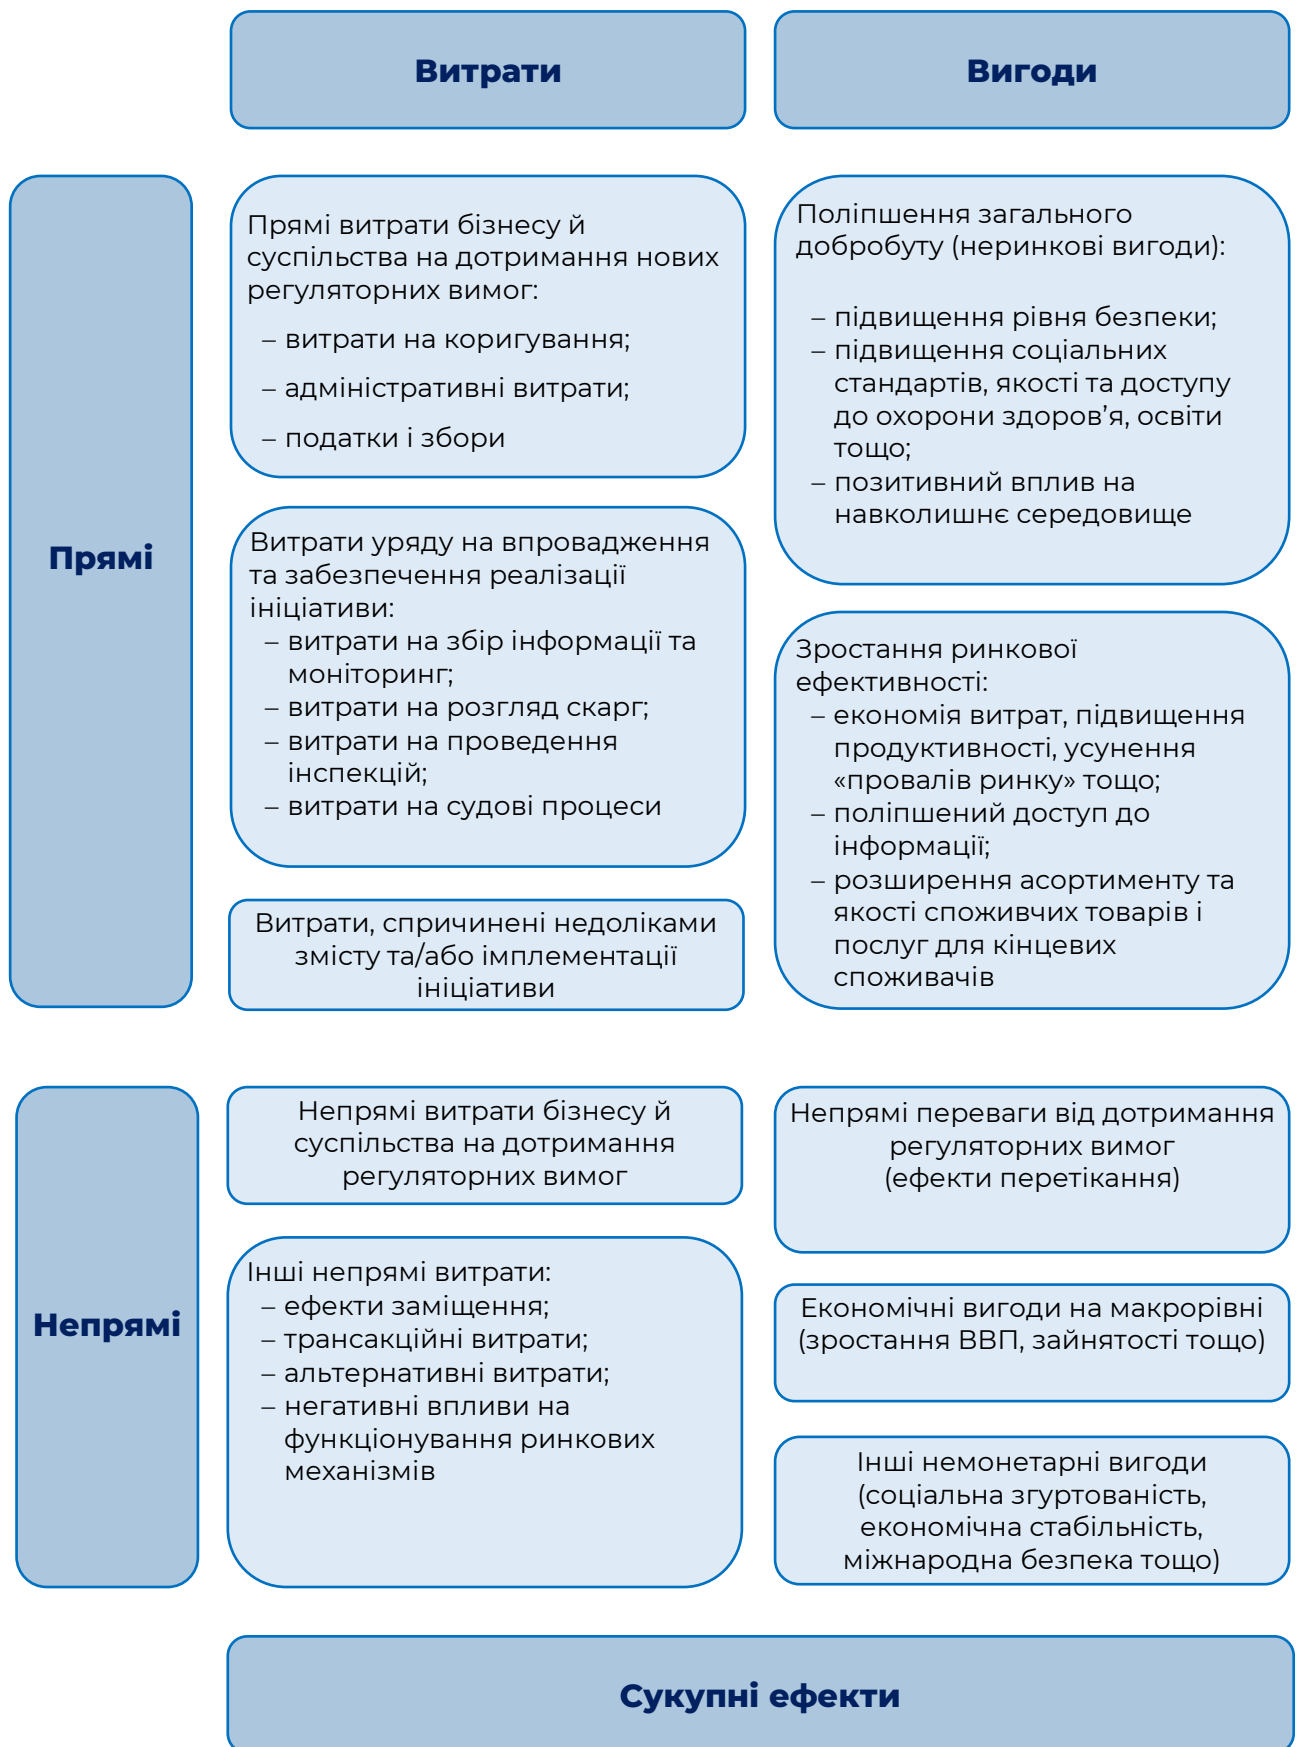 Витрати
Вигоди
Прямі
Прямі витрати бізнесу й
суспільства на дотримання нових
регуляторних вимог:
– витрати на коригування;
– адміністративні витрати;
– податки і збори
Витрати уряду на впровадження
та забезпечення реалізації
ініціативи:
– витрати на збір інформації та
моніторинг;
– витрати на розгляд скарг;
– витрати на проведення
інспекцій;
– витрати на судові процеси
Витрати, спричинені недоліками
змісту та/або імплементації
ініціативи
Поліпшення загального
добробуту (неринкові вигоди):
– підвищення рівня безпеки;
– підвищення соціальних
стандартів, якості та доступу
до охорони здоров’я, освіти
тощо;
– позитивний вплив на
навколишнє середовище
Зростання ринкової
ефективності:
– економія витрат, підвищення
продуктивності, усунення
«провалів ринку» тощо;
– поліпшений доступ до
інформації;
– розширення асортименту та
якості споживчих товарів і
послуг для кінцевих
споживачів
Непрямі
Непрямі витрати бізнесу й
суспільства на дотримання
регуляторних вимог
Інші непрямі витрати:
– ефекти заміщення;
– трансакційні витрати;
– альтернативні витрати;
– негативні впливи на
функціонування ринкових
механізмів
Непрямі переваги від дотримання
регуляторних вимог
(ефекти перетікання)
Економічні вигоди на макрорівні
(зростання ВВП, зайнятості тощо)
Інші немонетарні вигоди
(соціальна згуртованість,
економічна стабільність,
міжнародна безпека тощо)
Сукупні ефекти